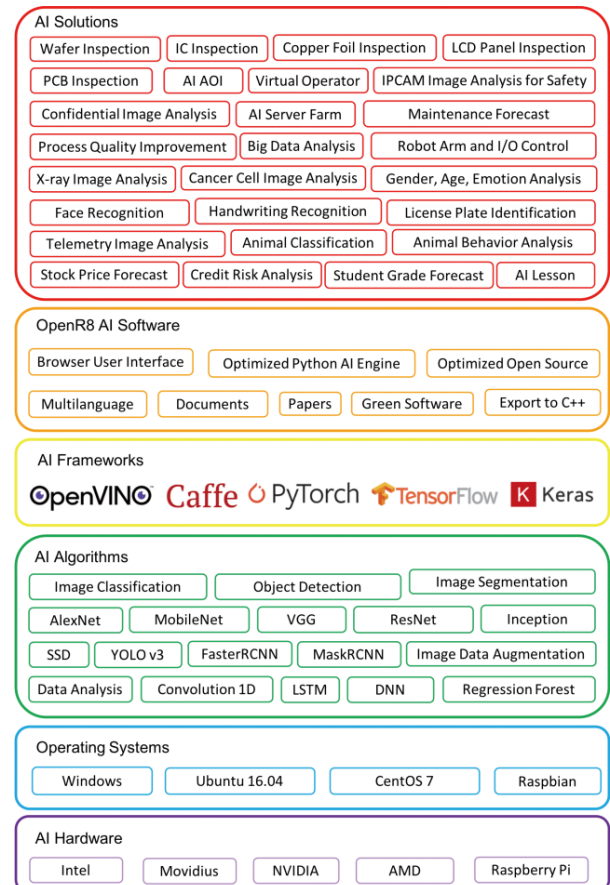 AI Solutions
Wafer Inspection IC Inspection Copper Foil Inspection LCD Panel Inspection
PCB Inspection AI AOI Virtual Operator IPCAM Image Analysis for Safety
Confidential Image Analysis AI Server Farm Maintenance Forecast
Process Quality Improvement Big Data Analysis Robot Arm and I/O Control
X-ray Image Analysis Cancer Cell Image Analysis Gender, Age, Emotion Analysis
Face Recognition Handwriting Recognition License Plate Identification
Telemetry Image Analysis Animal Classification Animal Behavior Analysis
Stock Price Forecast Credit Risk Analysis Student Grade Forecast AI Lesson
OpenR8 AI Software
Browser User Interface Optimized Python AI Engine Optimized Open Source
Multilanguage Documents Papers Green Software Export to C++
AI Frameworks
OpenVINO™ Caffe PyTorch TensorFlow K Keras
AI Algorithms
Image Classification Object Detection Image Segmentation
AlexNet MobileNet VGG ResNet Inception
SSD YOLO v3 FasterRCNN MaskRCNN Image Data Augmentation
Data Analysis Convolution 1D LSTM DNN Regression Forest
Operating Systems
Windows Ubuntu 16.04 CentOS 7 Raspbian
AI Hardware
Intel Movidius NVIDIA AMD Raspberry Pi